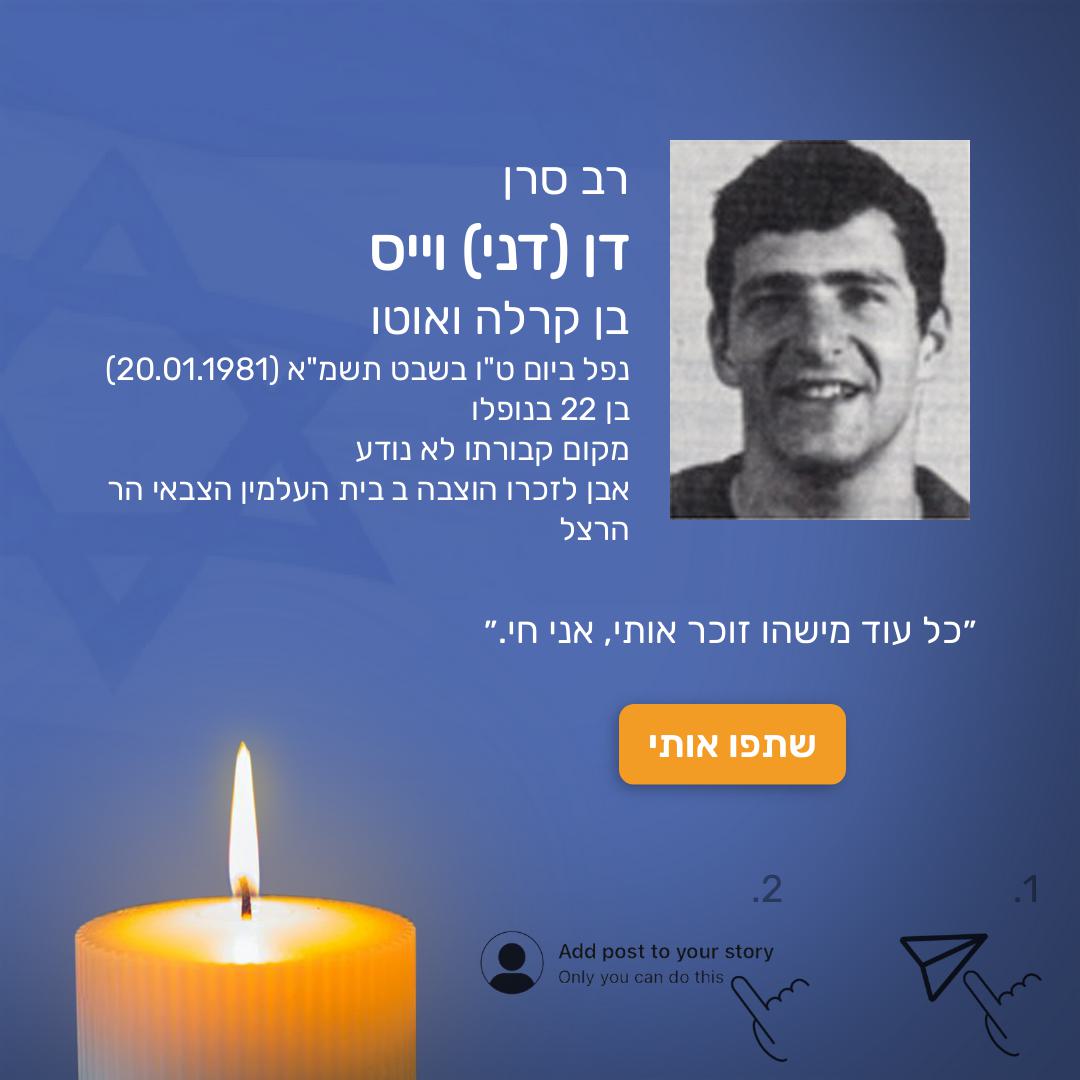 רב סרן
דן (דני) וייס
בן קרלה ואוטו
נפל ביום ט"ו בשבט תשמ"א (20.01.1981)
בן 22 בנופלו
מקום קבורתו לא נודע
אבן לזכרו הוצבה ב בית העלמין הצבאי הר
הרצל
״כל עוד מישהו זוכר אותי, אני חי.״
שתפו אותי
1.
2.
Add post to your story
Only you can do this